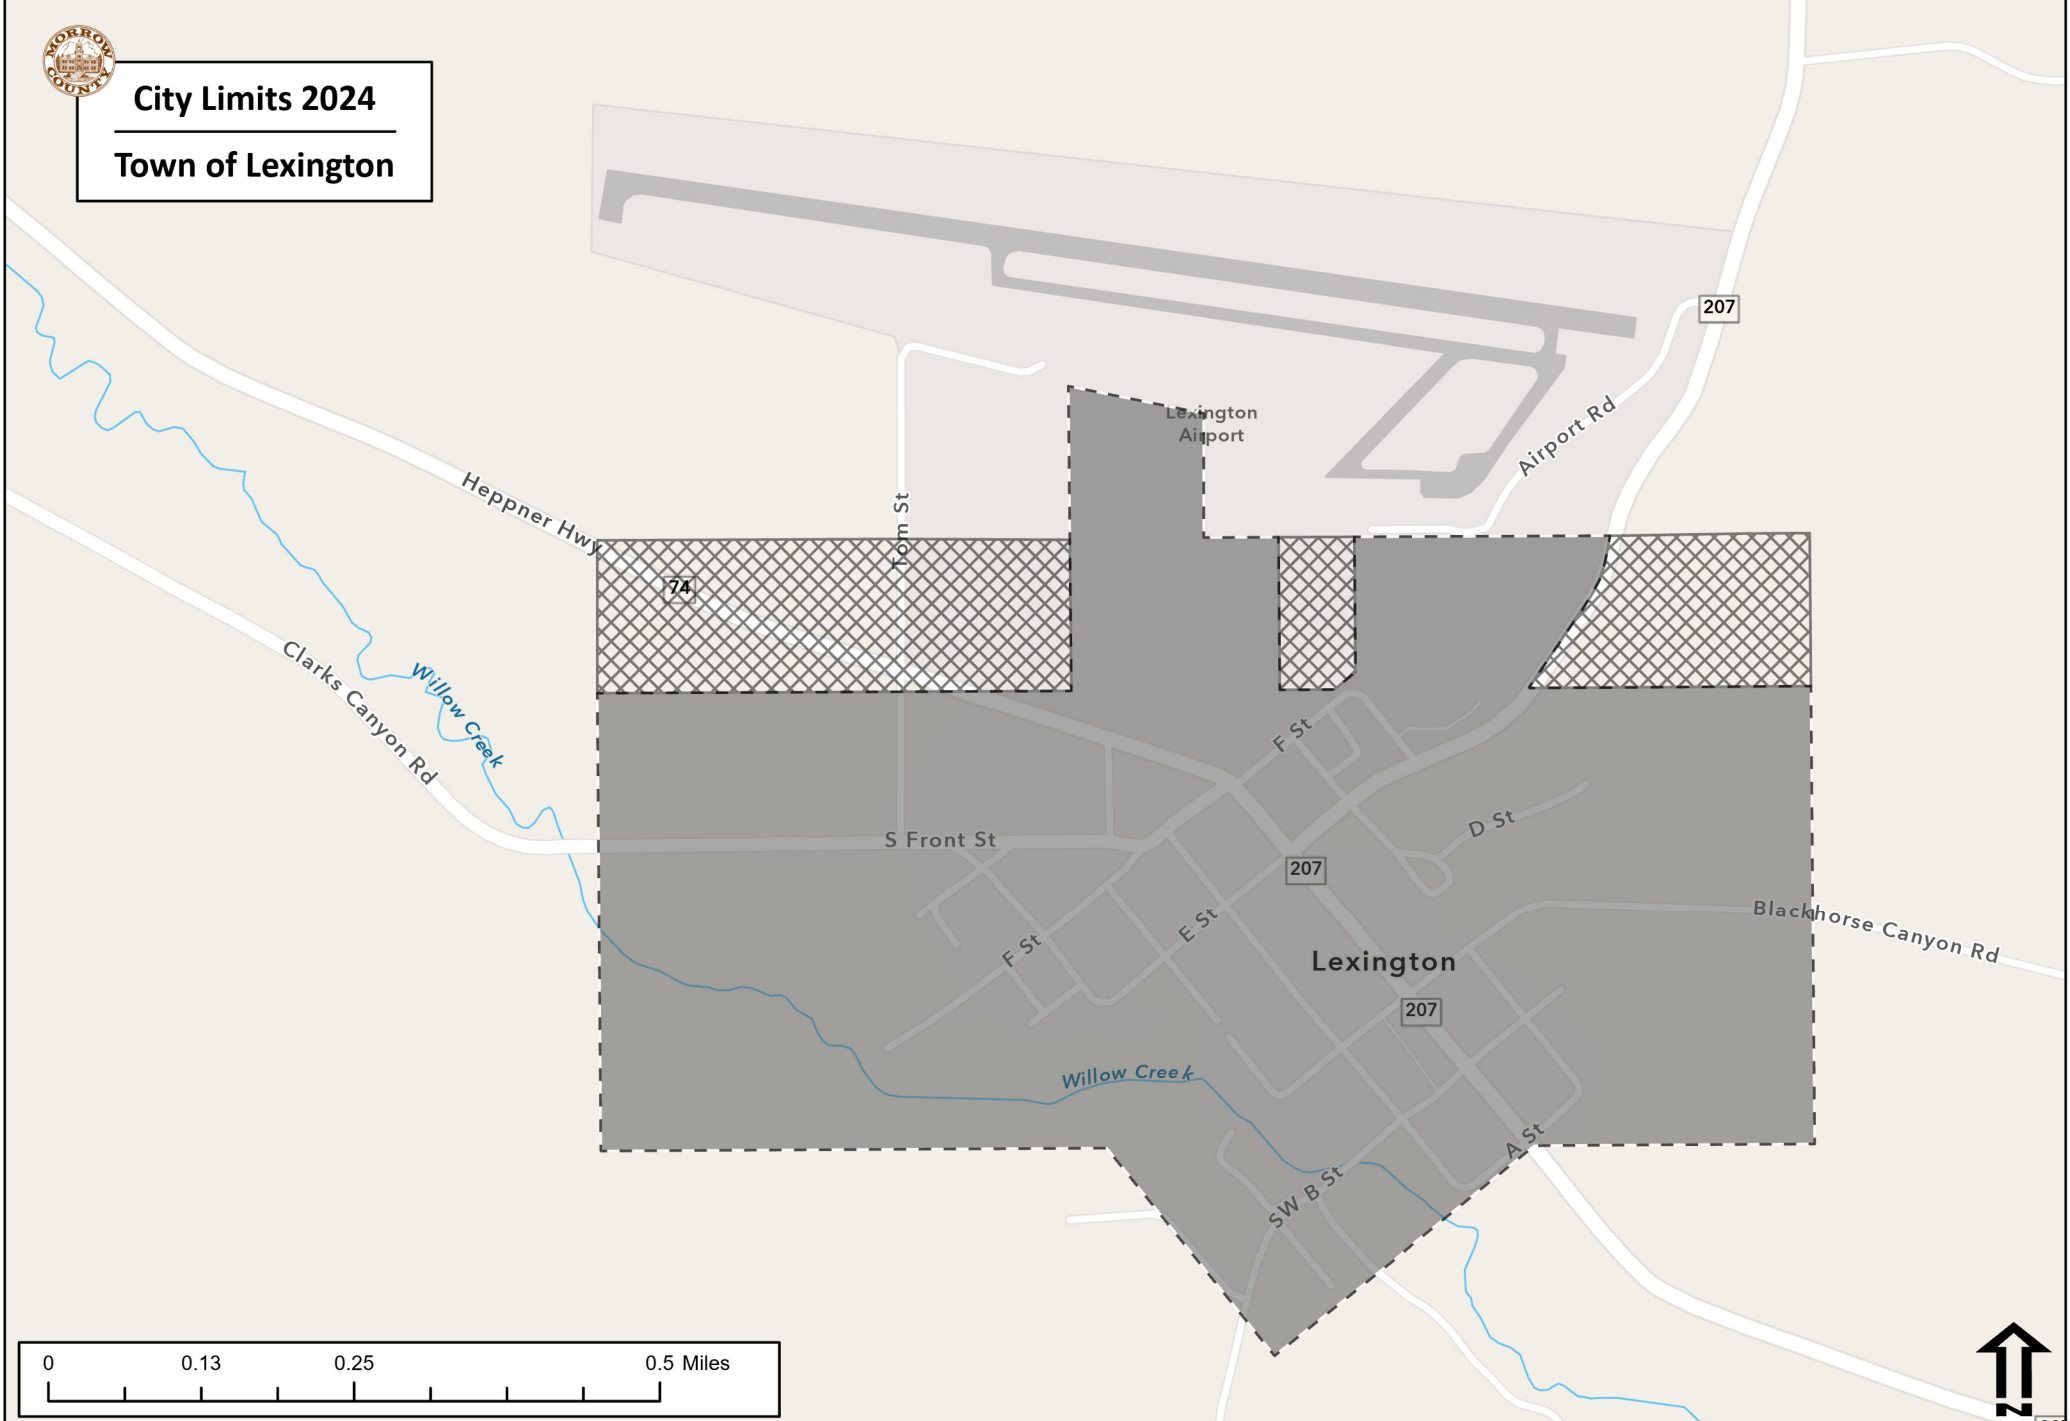 MORROW
COUNTY
City Limits 2024
Town of Lexington
207
Lexington
Airport
Airport Rd
Heppner Hwy
Tom St
74
Clarks Canyon Rd
Willow Creek
F St
S Front St
D St
207
E St
F St
Blackhorse Canyon Rd
Lexington
207
Willow Creek
A St
SW B St
0 0.13 0.25 0.5 Miles
N